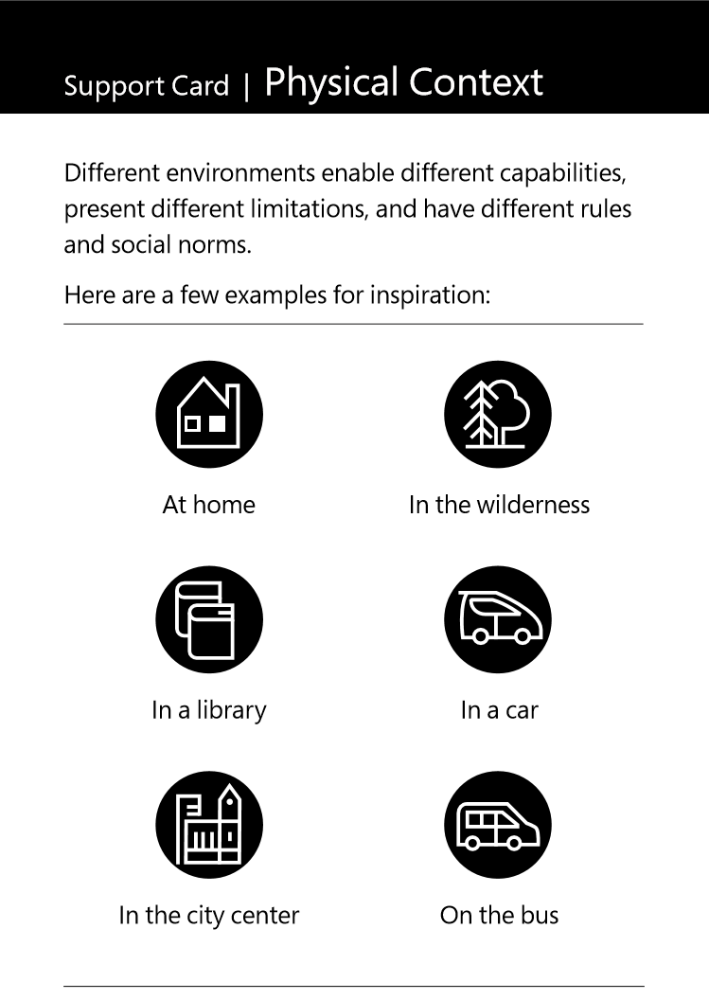 Support Card | Physical Context
Different environments enable different capabilities,
present different limitations, and have different rules
and social norms.
Here are a few examples for inspiration:
At home
In the wilderness
In a library
In a car
In the city center
On the bus